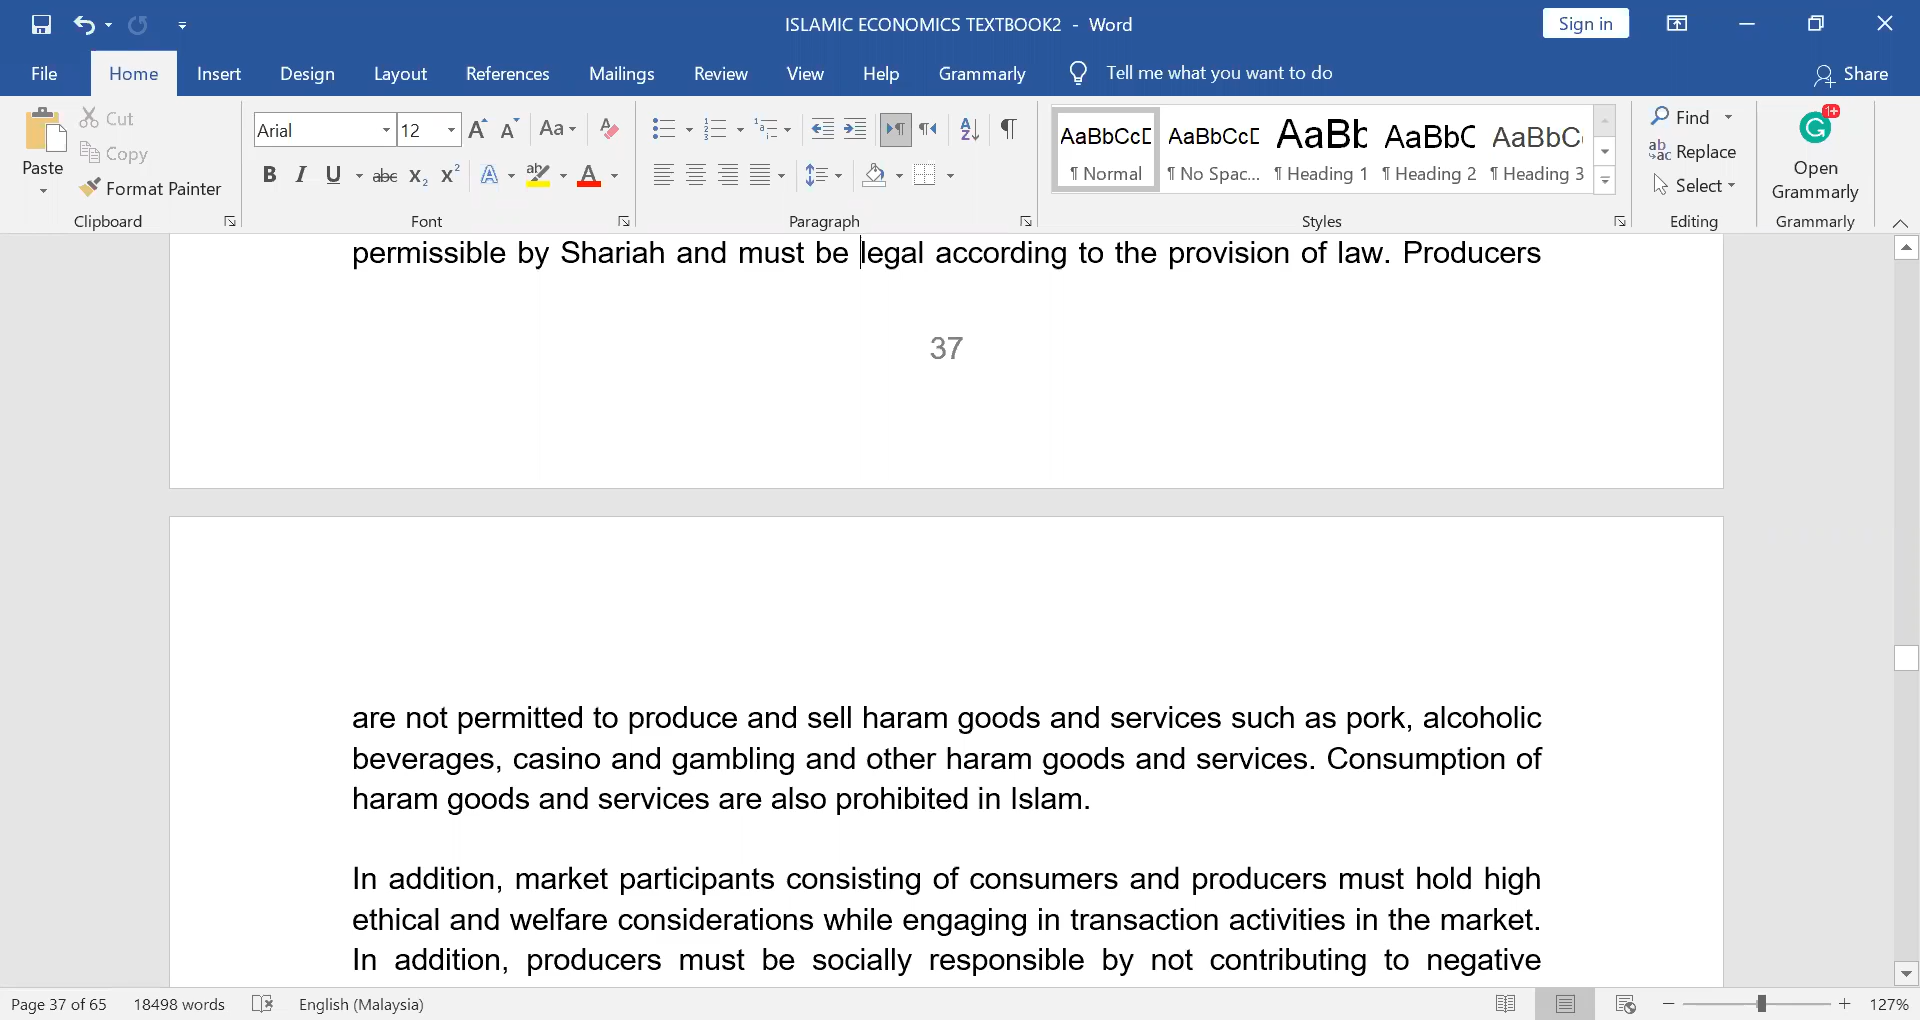 ISLAMIC ECONOMICS TEXTBOOK2 - Word
Sign in
File Home Insert Design Layout References Mailings Review View Help Grammarly Tell me what you want to do Share
Paste
Cut
Copy
Format Painter
Clipboard
Arial 12
Font
Paragraph
AaBbCcD AaBbCcD AaBb AaBbC AaBbC
¶ Normal ¶ No Spac... ¶ Heading 1 ¶ Heading 2 ¶ Heading 3
Styles
Find
Replace
Select
Editing
1+
Open
Grammarly
Grammarly
permissible by Shariah and must be legal according to the provision of law. Producers
37
are not permitted to produce and sell haram goods and services such as pork, alcoholic
beverages, casino and gambling and other haram goods and services. Consumption of
haram goods and services are also prohibited in Islam.
In addition, market participants consisting of consumers and producers must hold high
ethical and welfare considerations while engaging in transaction activities in the market.
In addition, producers must be socially responsible by not contributing to negative
Page 37 of 65 18498 words English (Malaysia) 127%